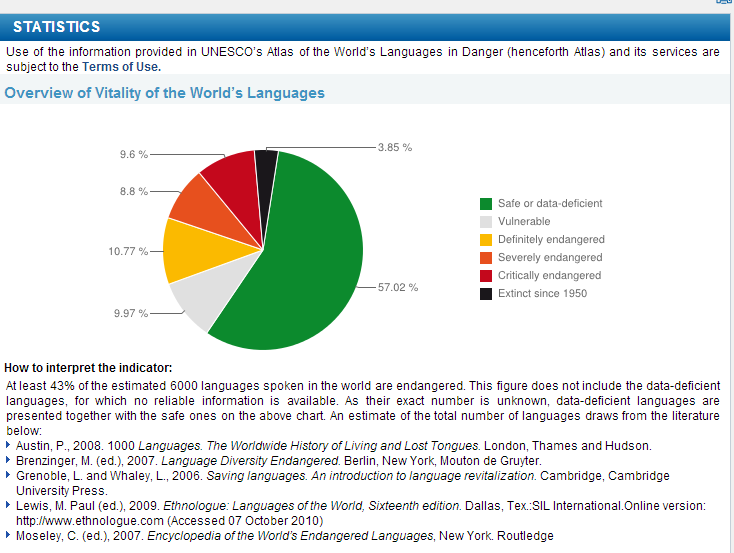 STATISTICS
Use of the information provided in UNESCO's Atlas of the World's Languages in Danger (henceforth Atlas) and its services are
subject to the Terms of Use.
Overview of Vitality of the World's Languages
3.85 %
9.6 %
8.8 %
10.77 %
9.97 %
57.02 %
Safe or data-deficient
Vulnerable
Definitely endangered
Severely endangered
Critically endangered
Extinct since 1950
How to interpret the indicator:
At least 43% of the estimated 6000 languages spoken in the world are endangered. This figure does not include the data-deficient
languages, for which no reliable information is available. As their exact number is unknown, data-deficient languages are
presented together with the safe ones on the above chart. An estimate of the total number of languages draws from the literature
below:
Austin, P., 2008. 1000 Languages. The Worldwide History of Living and Lost Tongues. London, Thames and Hudson.
Brenzinger, M. (ed.), 2007. Language Diversity Endangered. Berlin, New York, Mouton de Gruyter.
Grenoble, L. and Whaley, L., 2006. Saving languages. An introduction to language revitalization. Cambridge, Cambridge
University Press.
Lewis, M. Paul (ed.), 2009. Ethnologue: Languages of the World, Sixteenth edition. Dallas, Tex.:SIL International.Online version:
http://www.ethnologue.com (Accessed 07 October 2010)
Moseley, C. (ed.), 2007. Encyclopedia of the World's Endangered Languages, New York. Routledge